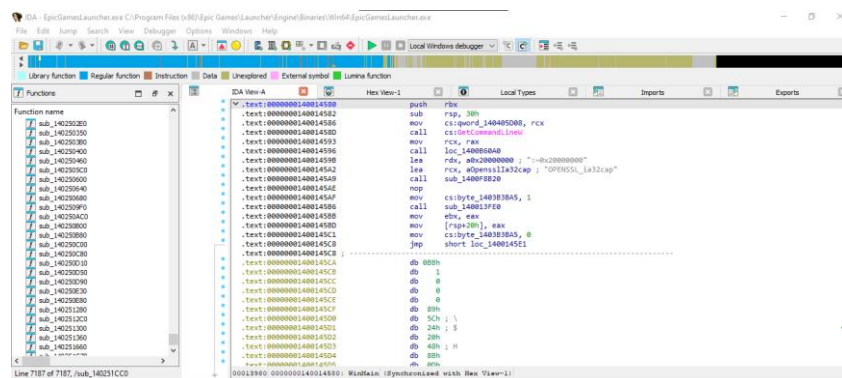 IDA - EpicGamesLauncher.exe C:\Program Files (x86)\Epic Games\Launcher\Engine\Binaries\Win64\EpicGamesLauncher.exe
File Edit Jump Search View Debugger Options Windows Help
Local Windows debugger
Library function Regular function Instruction Data Unexplored External symbol Lumina function
Functions
IDA View-A Hex View-1 Local Types Imports Exports
Function name
sub_1402502E0
sub_140250350
sub_1402503B0
sub_140250400
sub_140250460
sub_1402505C0
sub_140250600
sub_140250640
sub_140250680
sub_1402509F0
sub_140250AC0
sub_140250B00
sub_140250B80
sub_140250C00
sub_140250C80
sub_140250D10
sub_140250D50
sub_140250D90
sub_140250E30
sub_140250E80
sub_140251280
sub_1402512C0
sub_140251300
sub_140251360
sub_140251660
.text:0000000140014580 push rbx
.text:0000000140014582 sub rsp, 30h
.text:0000000140014586 mov cs:qword_140405D08, rcx
.text:000000014001458D call cs:GetCommandLineW
.text:0000000140014593 mov rcx, rax
.text:0000000140014596 call loc_1400B60A0
.text:000000014001459B lea rdx, a0x20000000 ; ":~0x20000000"
.text:00000001400145A2 lea rcx, aOpensslIa32cap ; "OPENSSL_ia32cap"
.text:00000001400145A9 call sub_1400F8B20
.text:00000001400145AE nop
.text:00000001400145AF mov cs:byte_1403B3BA5, 1
.text:00000001400145B6 call sub_140013FE0
.text:00000001400145BB mov ebx, eax
.text:00000001400145BD mov [rsp+20h], eax
.text:00000001400145C1 mov cs:byte_1403B3BA5, 0
.text:00000001400145C8 jmp short loc_1400145E1
.text:00000001400145C8 ; ---------------------------------------------------------------------------
.text:00000001400145CA db 0BBh
.text:00000001400145CB db 1
.text:00000001400145CC db 0
.text:00000001400145CD db 0
.text:00000001400145CE db 0
.text:00000001400145CF db 89h
.text:00000001400145D0 db 5Ch ; \
.text:00000001400145D1 db 24h ; $
.text:00000001400145D2 db 20h
.text:00000001400145D3 db 48h ; H
.text:00000001400145D4 db 8Bh
.text:00000001400145D5 db 0Dh
Line 7187 of 7187, /sub_140251CC0
00013980 0000000140014580: WinMain (Synchronized with Hex View-1)